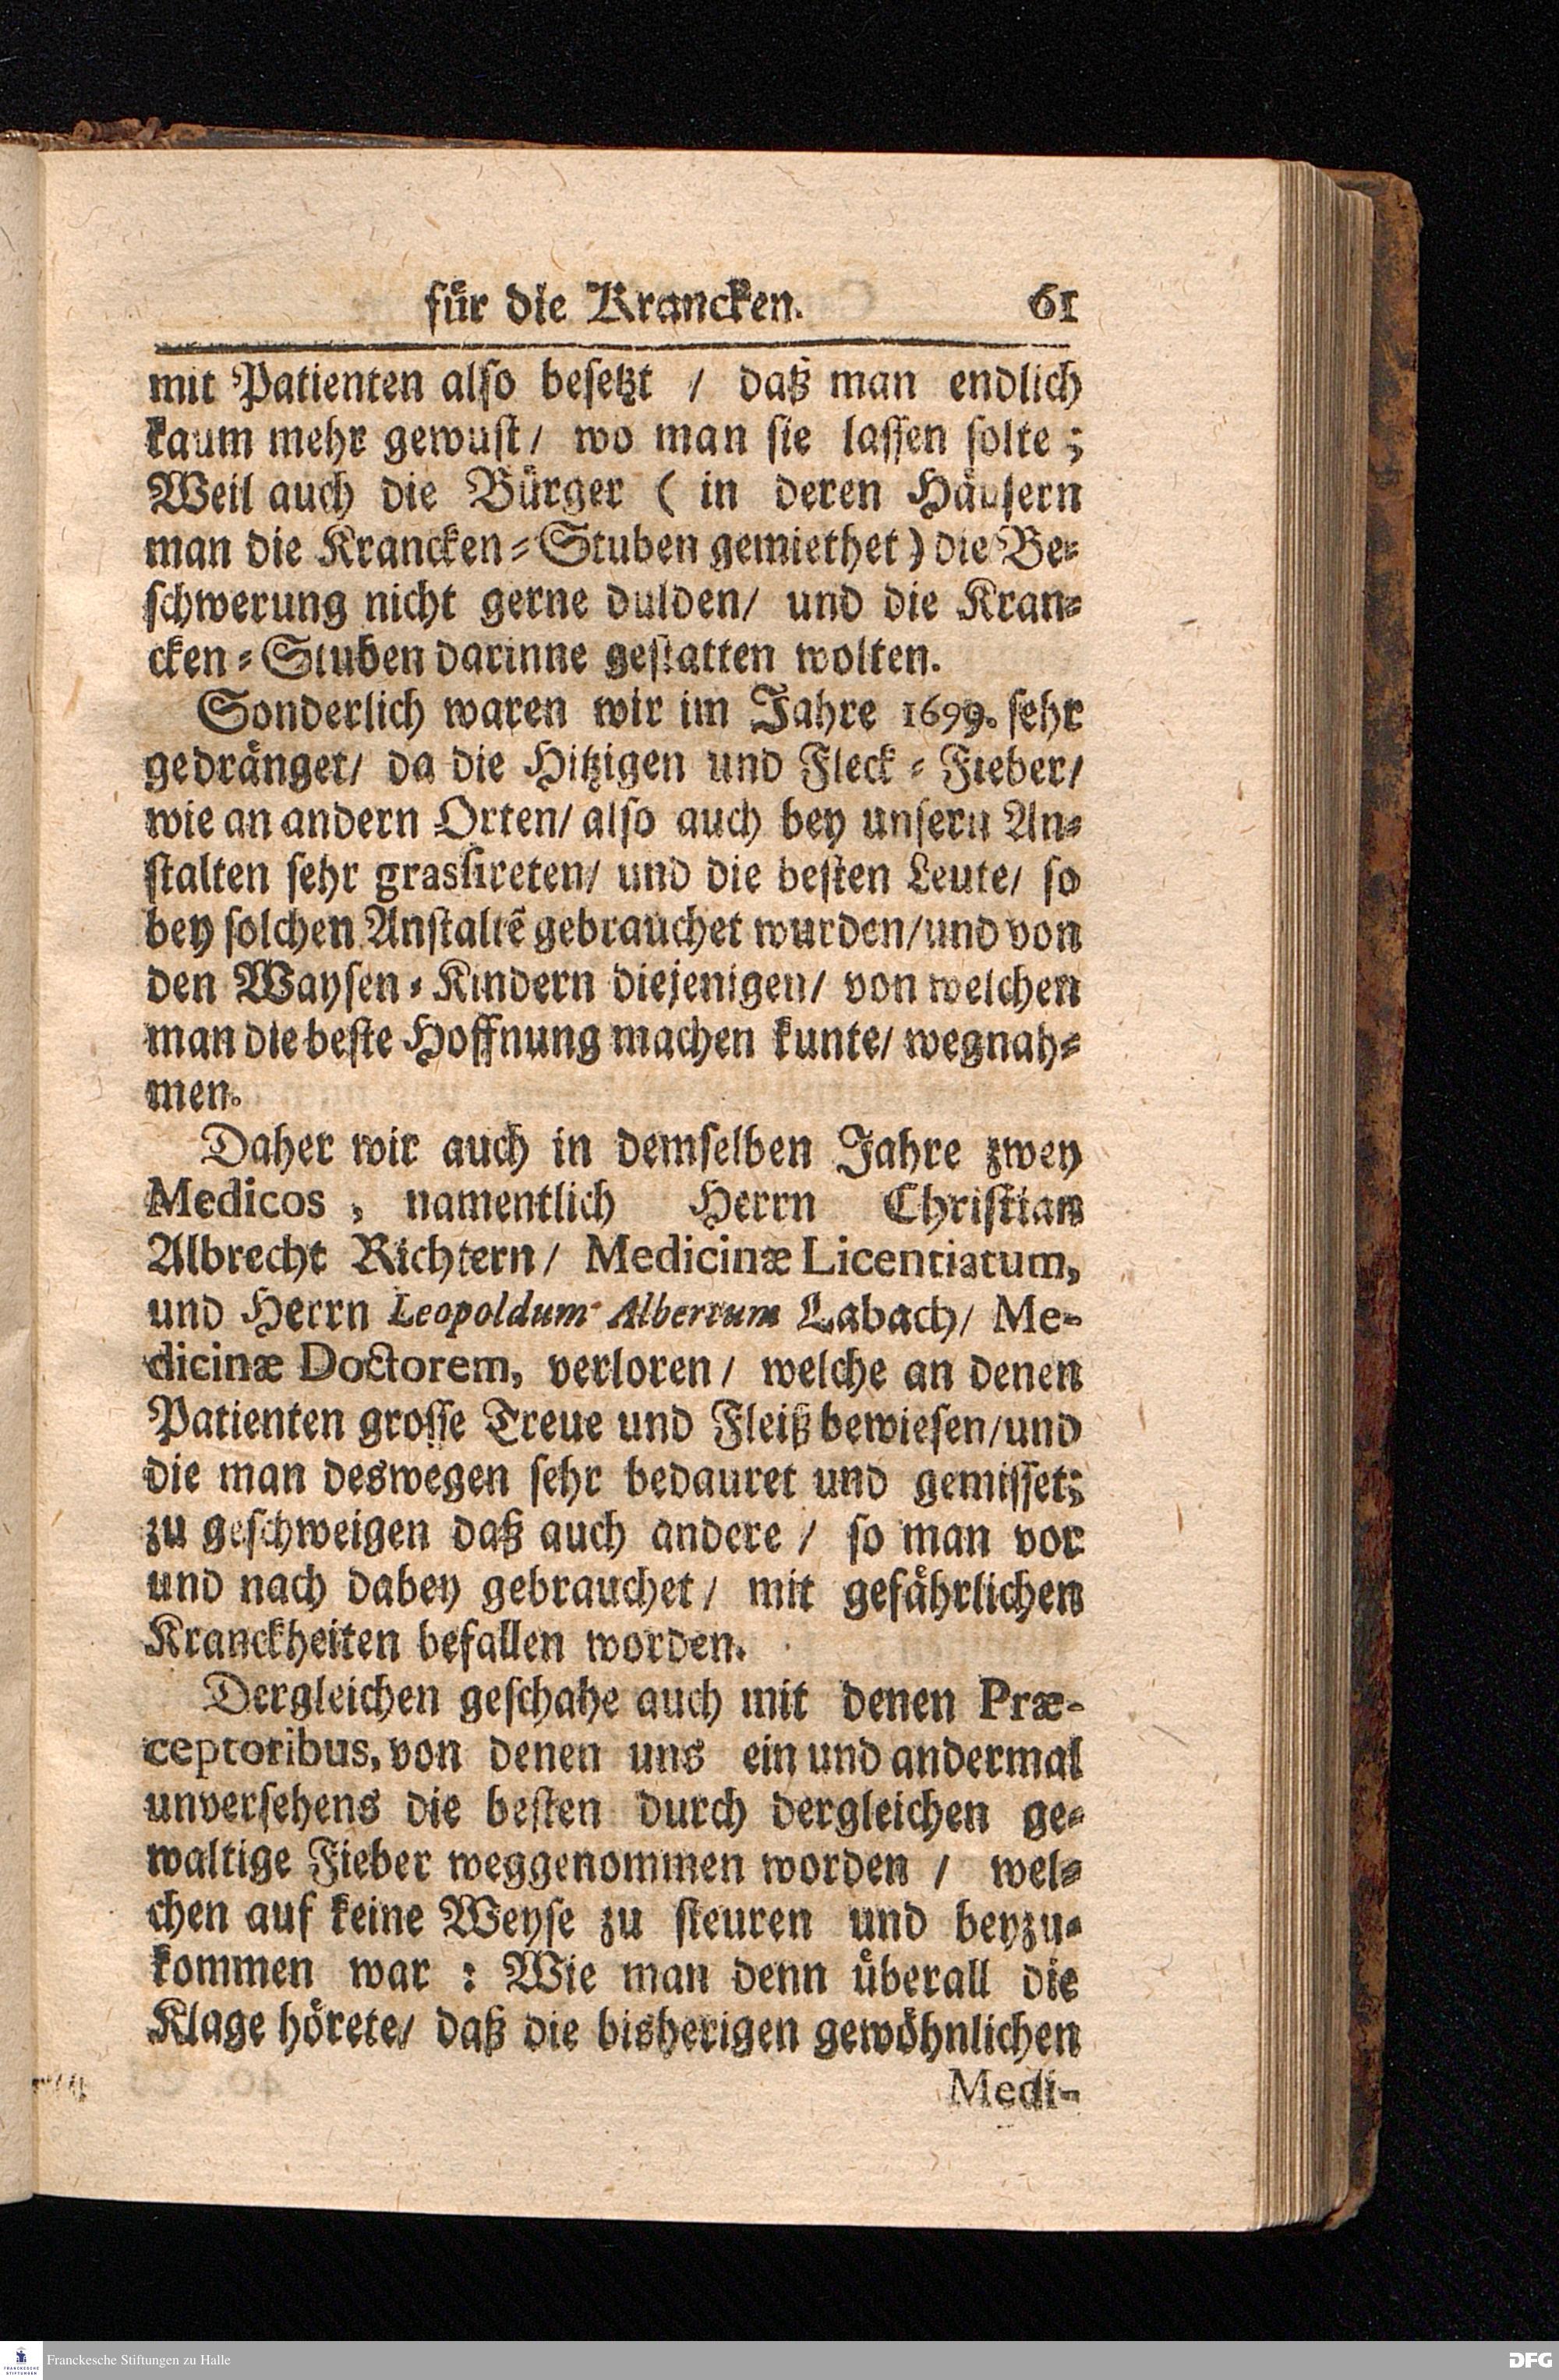 für die Krancken. 61
mit Patienten also besetzt / daß man endlich
kaum mehr gewust / wo man sie lassen solte ;
Weil auch die Bürger ( in deren Häusern
man die Krancken-Stuben gemiethet ) die Be-
schwerung nicht gerne dulden / und die Kran-
cken-Stuben darinne gestatten wolten.
Sonderlich waren wir im Jahre 1699. sehr
gedränget / da die Hitzigen und Fleck-Fieber /
wie an andern Orten / also auch bey unsern An-
stalten sehr grassireten / und die besten Leute / so
bey solchen Anstaltẽ gebrauchet wurden / und von
den Waysen-Kindern diejenigen / von welchen
man die beste Hoffnung machen kunte / wegnah-
men.
Daher wir auch in demselben Jahre zwey
Medicos , namentlich Herrn Christian
Albrecht Richtern / Medicinæ Licentiatum,
und Herrn Leopoldum Albertum Labach / Me-
dicinæ Doctorem, verloren / welche an denen
Patienten grosse Treue und Fleiß bewiesen / und
die man deswegen sehr bedauret und gemisset;
zu geschweigen daß auch andere / so man vor
und nach dabey gebrauchet / mit gefährlichen
Kranckheiten befallen worden.
Dergleichen geschahe auch mit denen Præ-
ceptoribus, von denen uns ein und andermal
unversehens die besten durch dergleichen ge-
waltige Fieber weggenommen worden / wel-
chen auf keine Weyse zu steuren und beyzu-
kommen war : Wie man denn überall die
Klage hörete / daß die bisherigen gewöhnlichen
Medi-
FRANCKESCHE STIFTUNGEN
Franckesche Stiftungen zu Halle
DFG